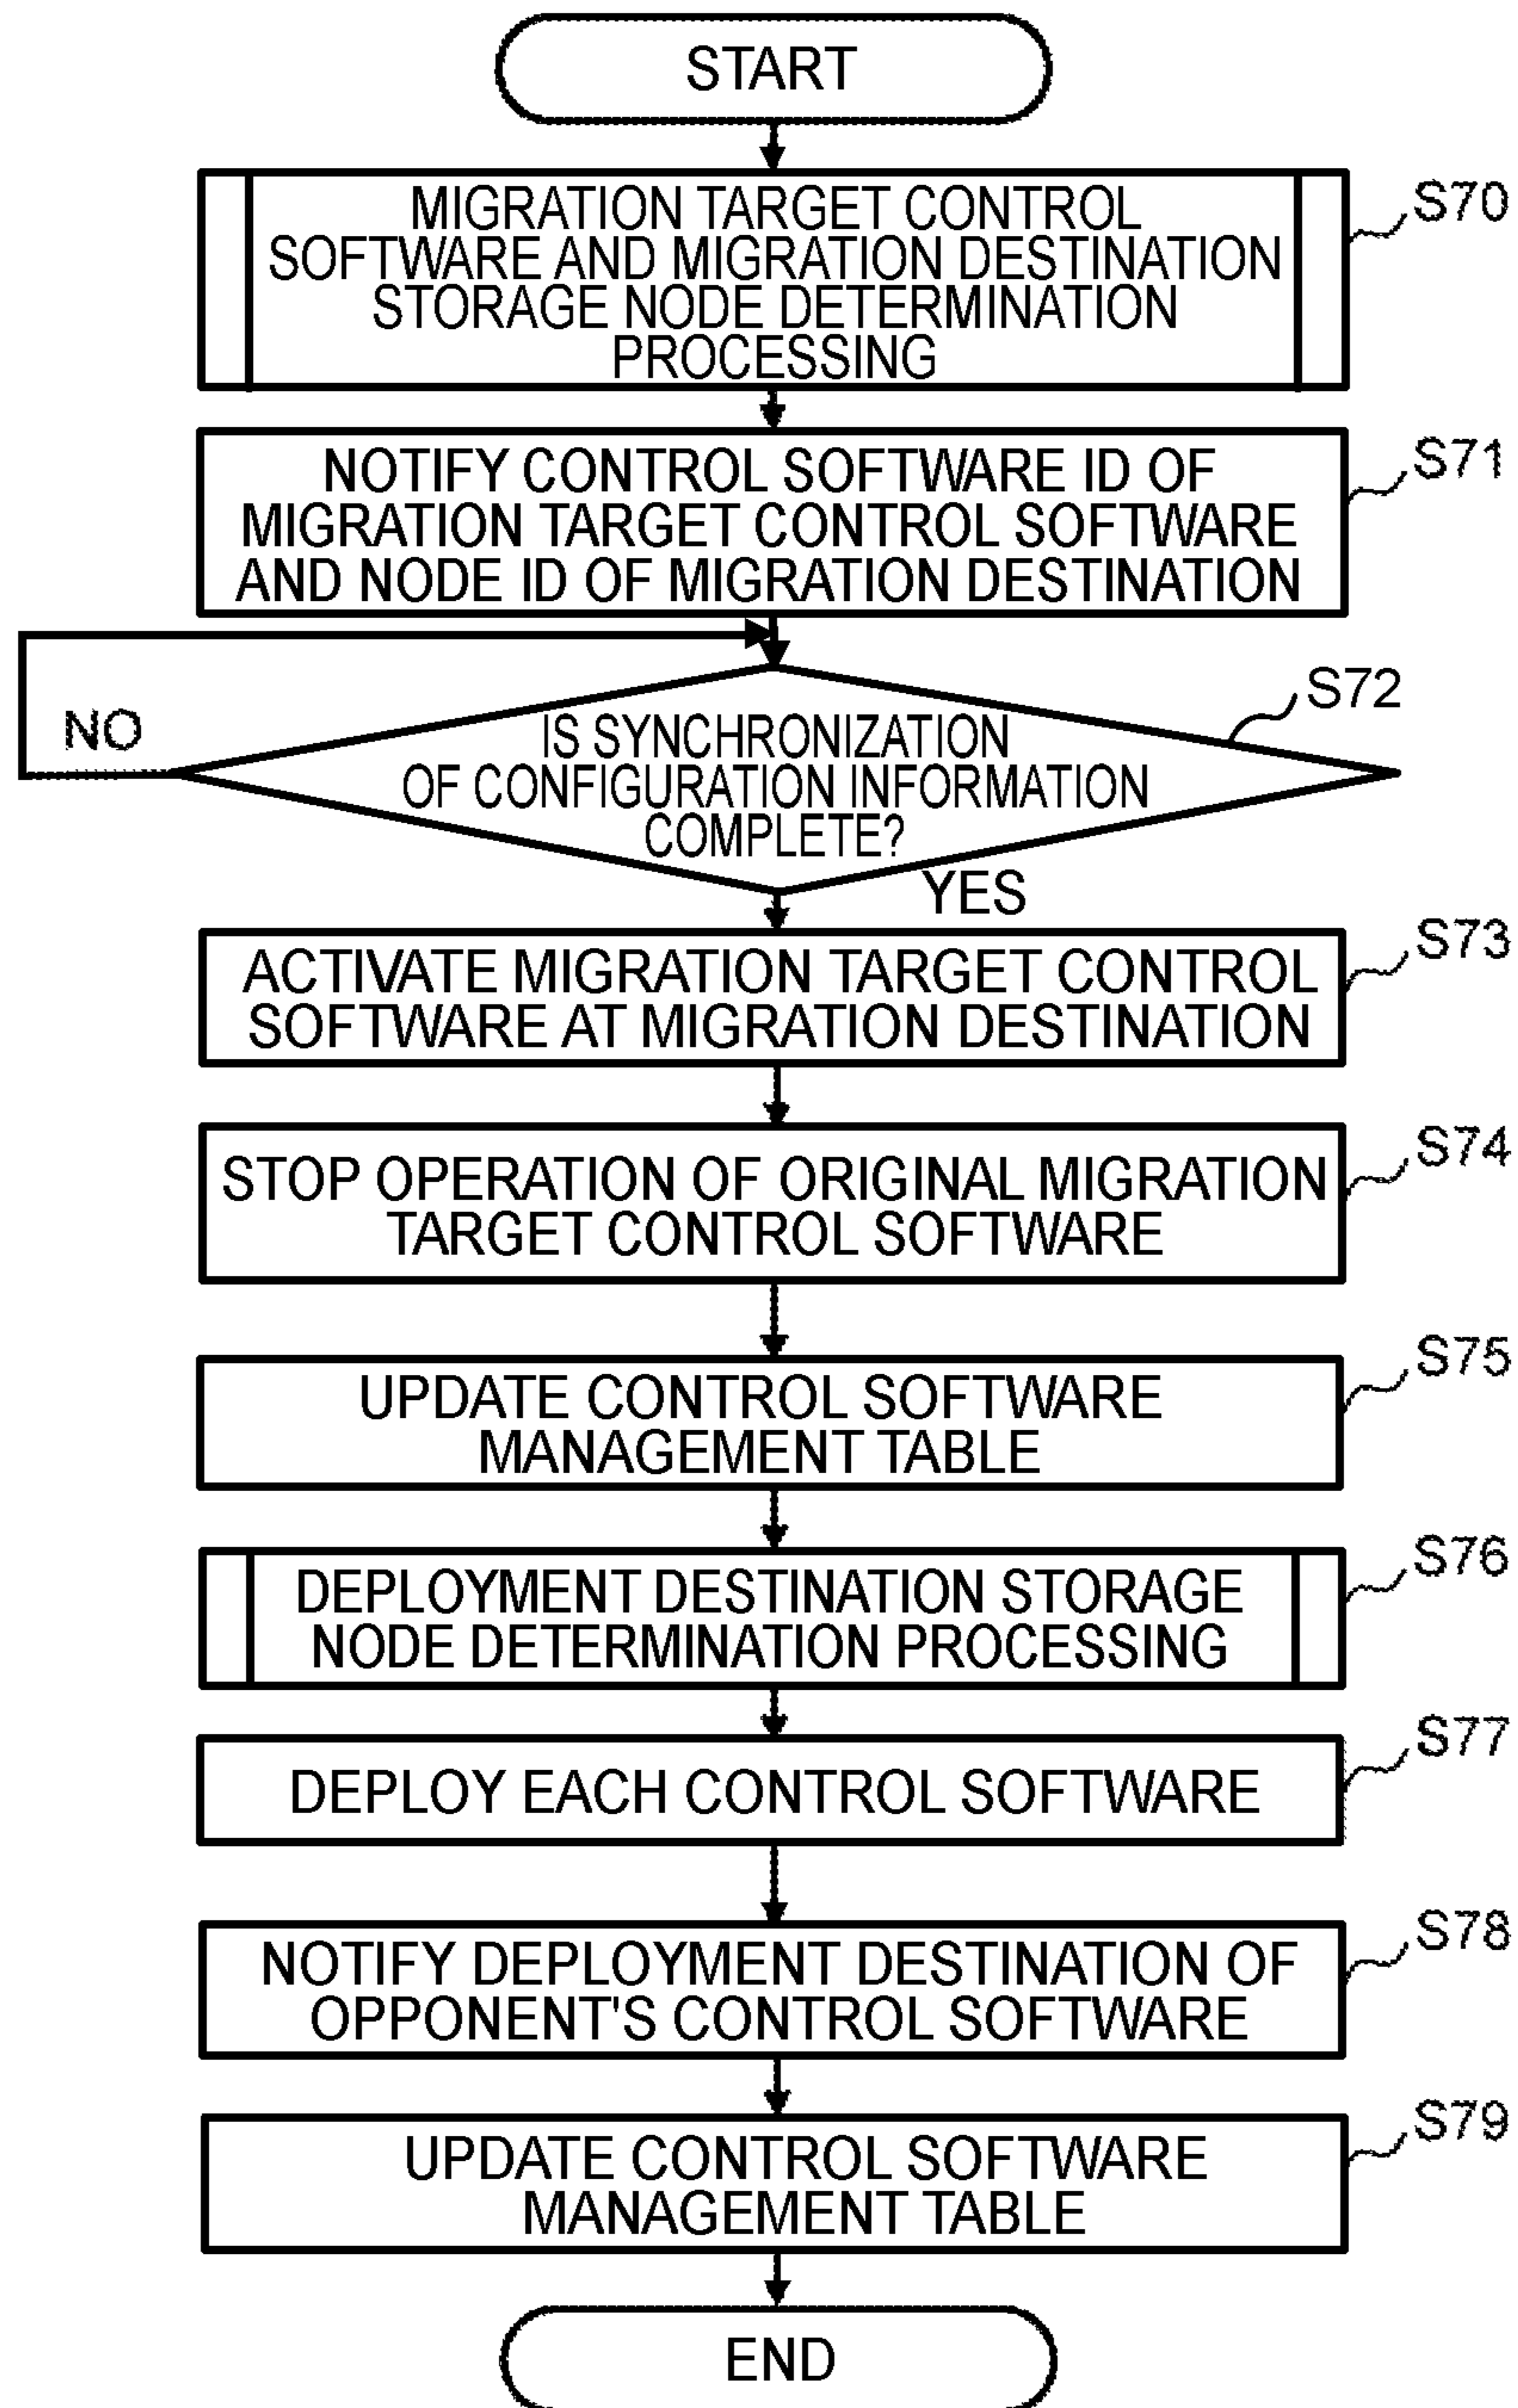 START
MIGRATION TARGET CONTROL
SOFTWARE AND MIGRATION DESTINATION
STORAGE NODE DETERMINATION
PROCESSING
S70
NOTIFY CONTROL SOFTWARE ID OF
MIGRATION TARGET CONTROL SOFTWARE
AND NODE ID OF MIGRATION DESTINATION
S71
NO
IS SYNCHRONIZATION
OF CONFIGURATION INFORMATION
COMPLETE?
S72
YES
ACTIVATE MIGRATION TARGET CONTROL
SOFTWARE AT MIGRATION DESTINATION
S73
STOP OPERATION OF ORIGINAL MIGRATION
TARGET CONTROL SOFTWARE
S74
UPDATE CONTROL SOFTWARE
MANAGEMENT TABLE
S75
DEPLOYMENT DESTINATION STORAGE
NODE DETERMINATION PROCESSING
S76
DEPLOY EACH CONTROL SOFTWARE
S77
NOTIFY DEPLOYMENT DESTINATION OF
OPPONENT'S CONTROL SOFTWARE
S78
UPDATE CONTROL SOFTWARE
MANAGEMENT TABLE
S79
END